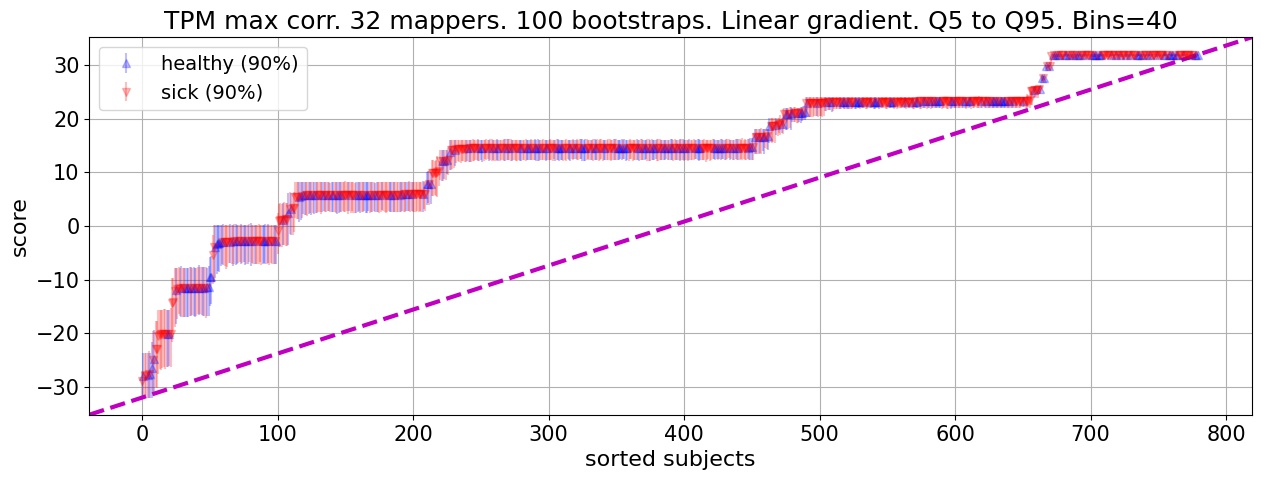 TPM max corr. 32 mappers. 100 bootstraps. Linear gradient. Q5 to Q95. Bins=40
healthy (90%)
sick (90%)
30
20
10
0
−10
−20
−30
score
0 100 200 300 400 500 600 700 800
sorted subjects